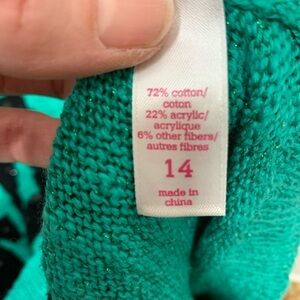 72% cotton/
coton
22% acrylic/
acrylique
6% other fibers/
autres fibres
14
made in
china